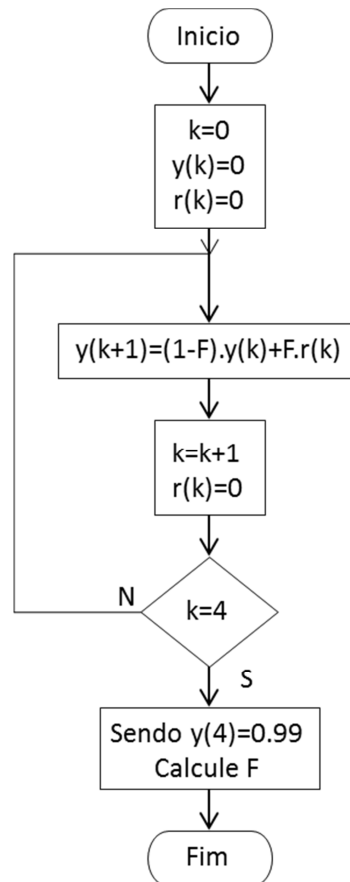 Inicio
k=0
y(k)=0
r(k)=0
y(k+1)=(1-F).y(k)+F.r(k)
k=k+1
r(k)=0
N
k=4
S
Sendo y(4)=0.99
Calcule F
Fim